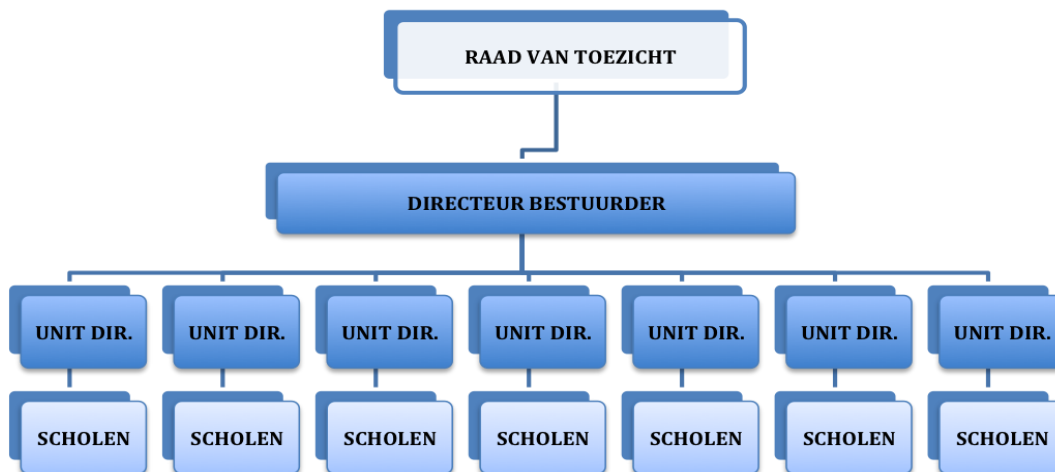 RAAD VAN TOEZICHT
DIRECTEUR BESTUURDER
UNIT DIR. UNIT DIR. UNIT DIR. UNIT DIR. UNIT DIR. UNIT DIR. UNIT DIR.
SCHOLEN SCHOLEN SCHOLEN SCHOLEN SCHOLEN SCHOLEN SCHOLEN